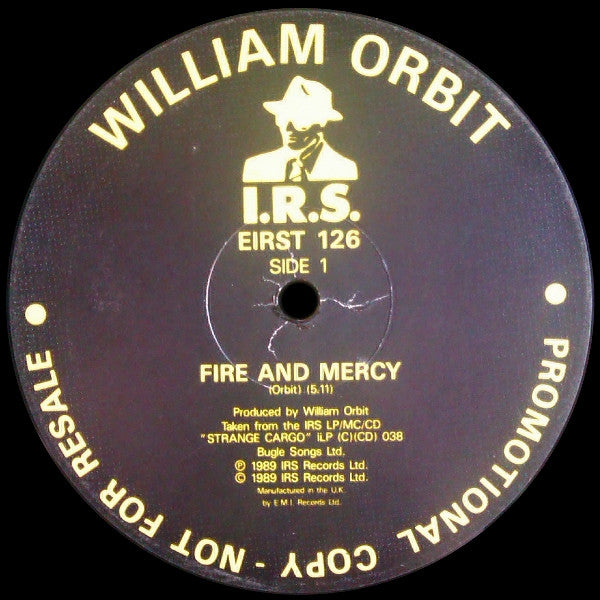 WILLIAM ORBIT
I.R.S.
EIRST 126
SIDE 1
FIRE AND MERCY
(Orbit) (5.11)
Produced by William Orbit
Taken from the IRS LP/MC/CD
"STRANGE CARGO" iLP (C)(CD) 038
Bugle Songs Ltd.
℗ 1989 IRS Records Ltd.
© 1989 IRS Records Ltd.
Manufactured in the U.K.
by E.M.I. Records Ltd.
• PROMOTIONAL COPY - NOT FOR RESALE •